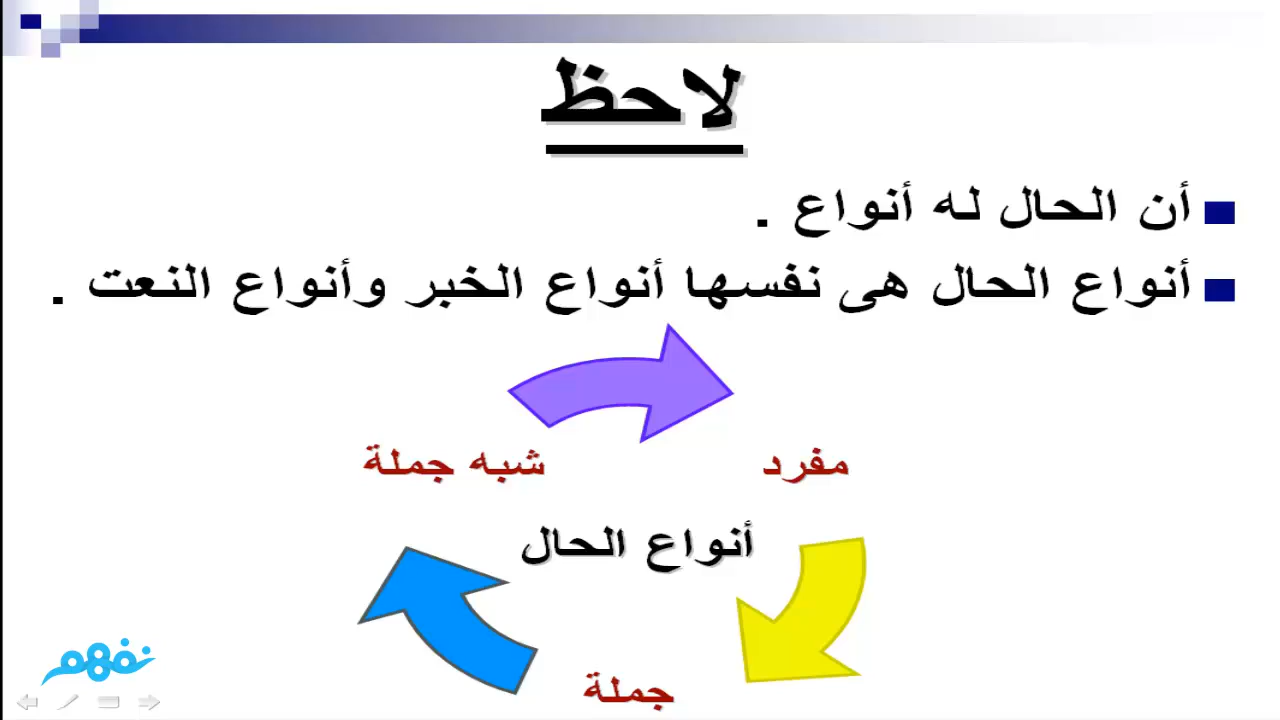 لاحظ
أن الحال له أنواع .
أنواع الحال هى نفسها أنواع الخبر وأنواع النعت .
مفرد
شبه جملة
أنواع الحال
جملة
نفهم